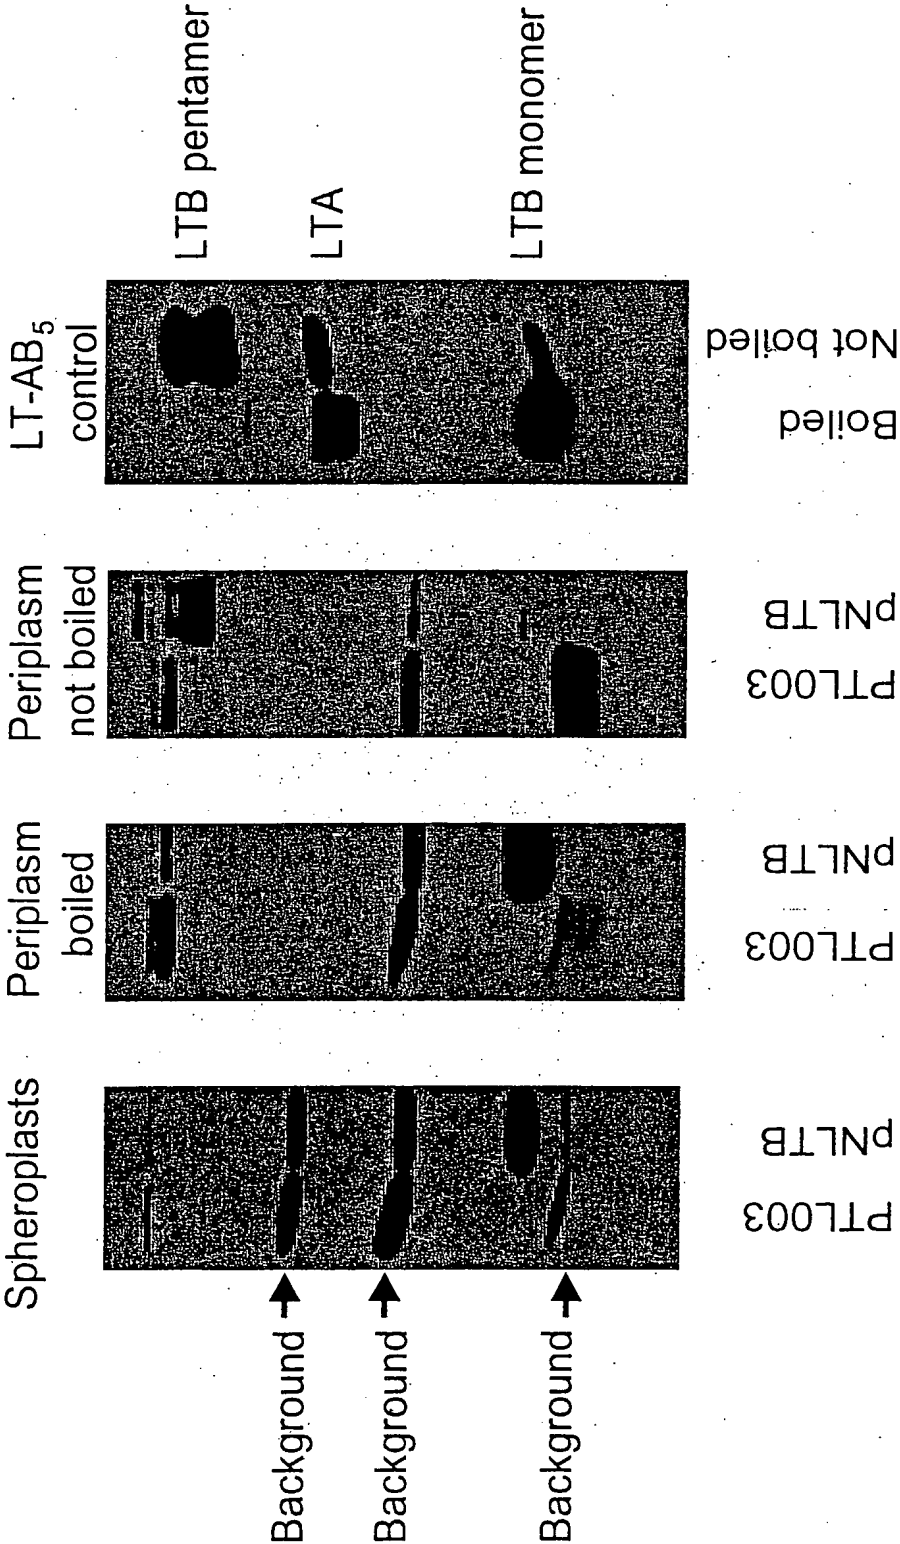 Spheroplasts
Periplasm
boiled
Periplasm
not boiled
LT-AB5
control
Background
Background
Background
LTB pentamer
LTA
LTB monomer
PTL003
pNLTB
PTL003
pNLTB
PTL003
pNLTB
Boiled
Not boiled